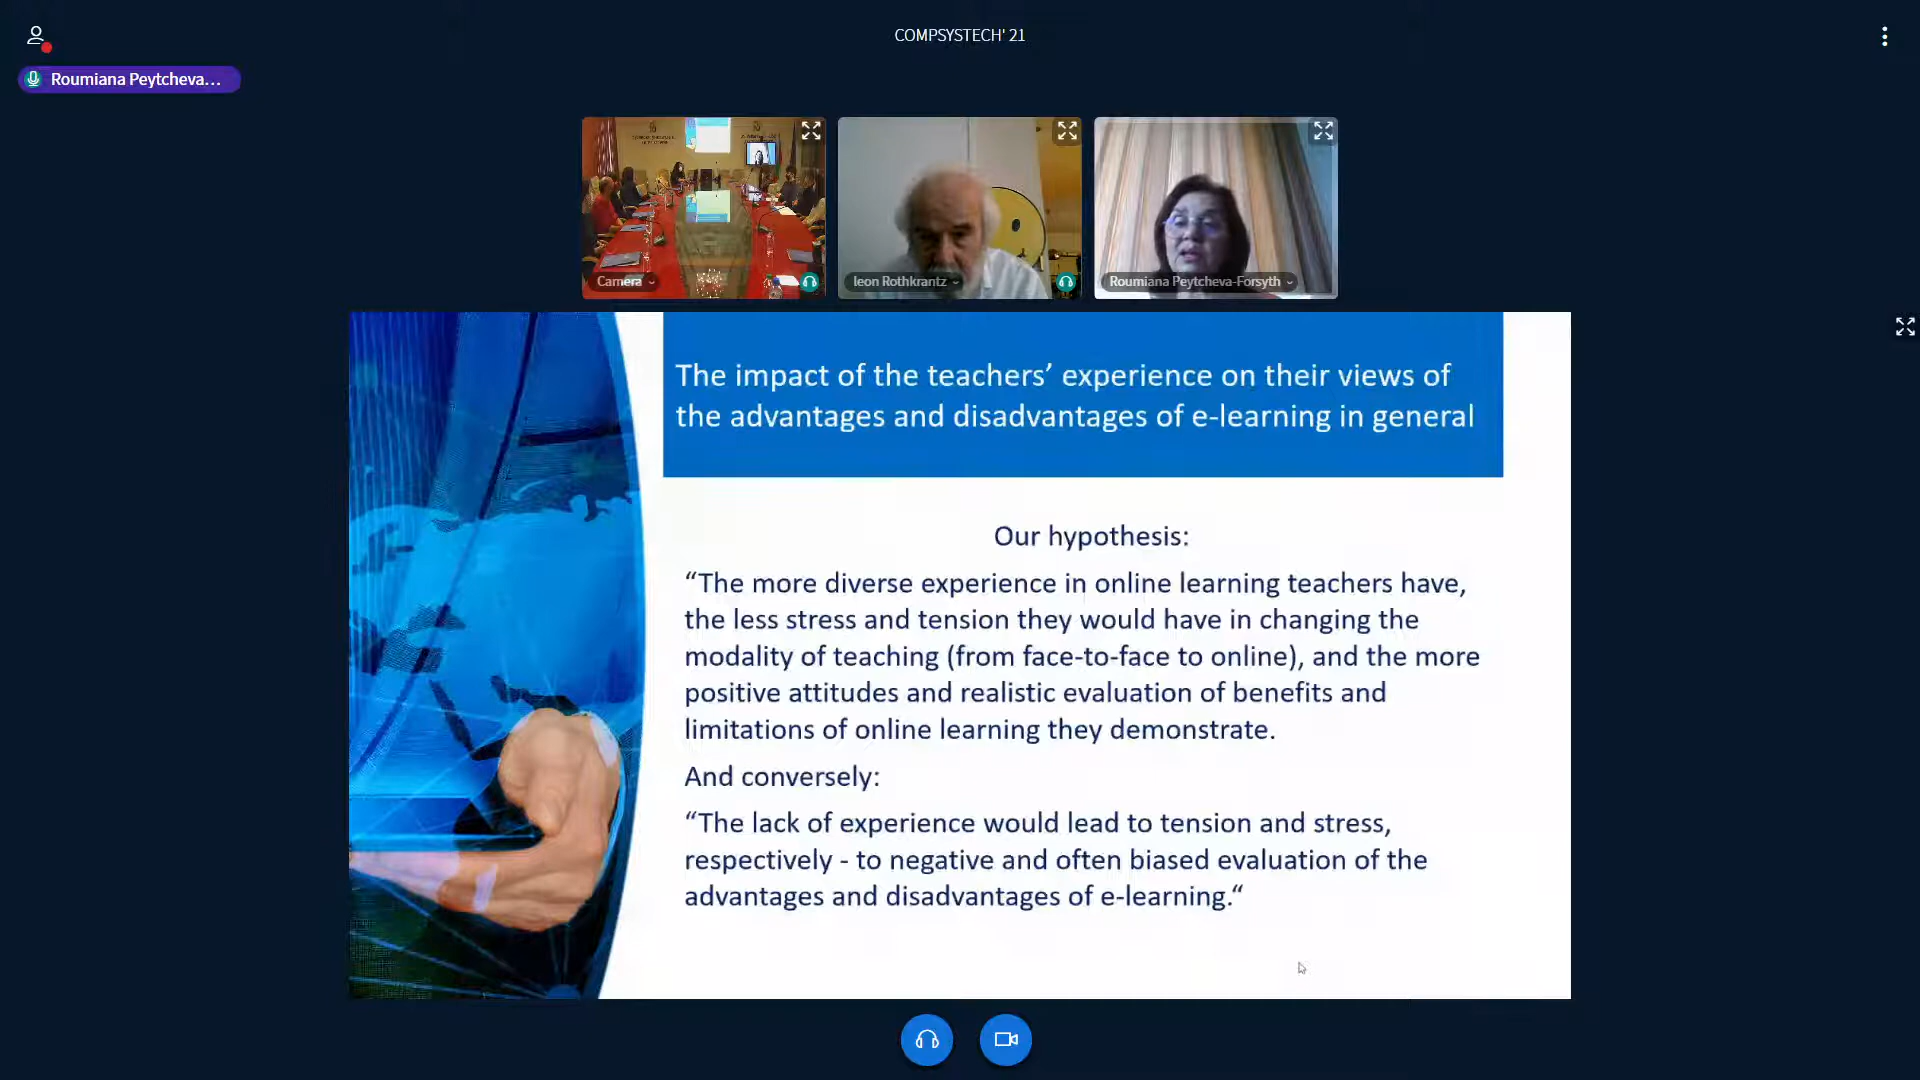 COMPSYSTECH' 21
Roumiana Peytcheva...
Camera
leon Rothkrantz
Roumiana Peytcheva-Forsyth
The impact of the teachers’ experience on their views of
the advantages and disadvantages of e-learning in general
Our hypothesis:
“The more diverse experience in online learning teachers have,
the less stress and tension they would have in changing the
modality of teaching (from face-to-face to online), and the more
positive attitudes and realistic evaluation of benefits and
limitations of online learning they demonstrate.
And conversely:
“The lack of experience would lead to tension and stress,
respectively - to negative and often biased evaluation of the
advantages and disadvantages of e-learning.“